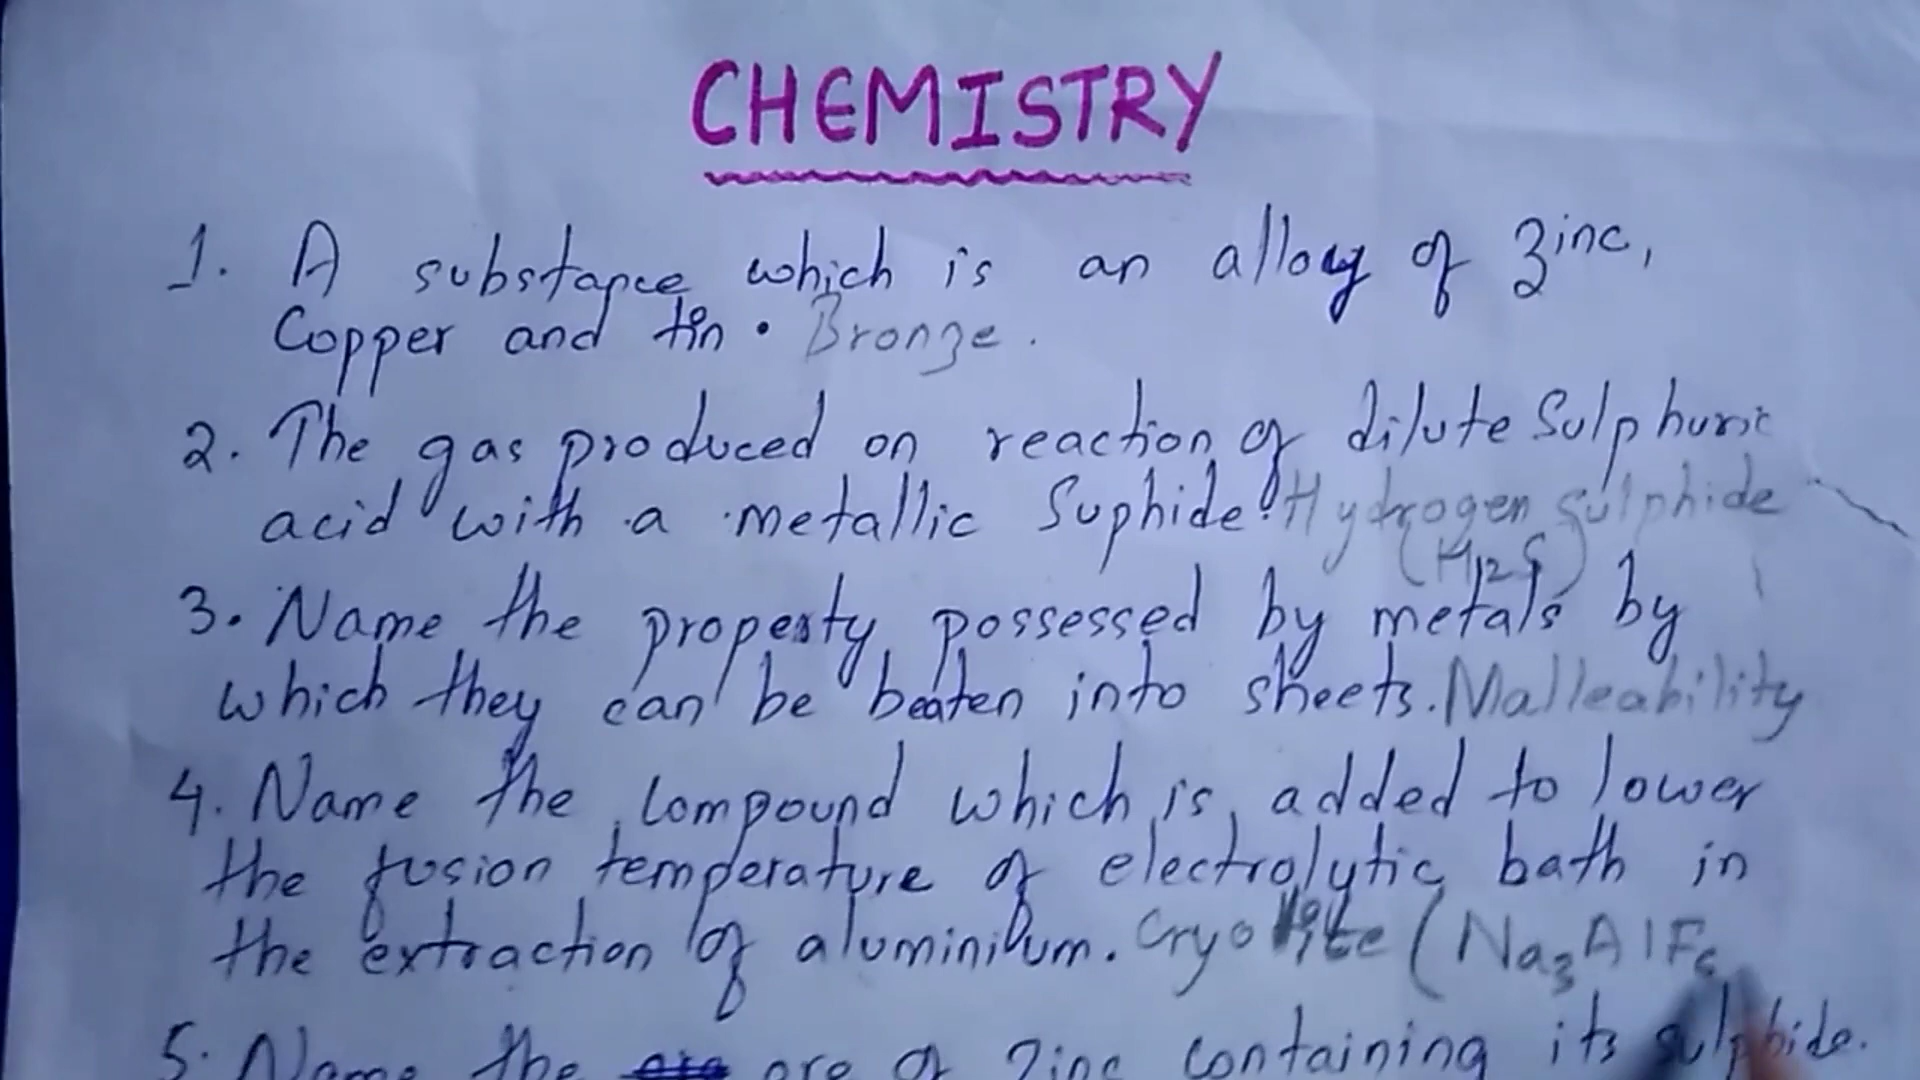 CHEMISTRY
1. A substance which is an alloy of zinc,
Copper and tin. Bronze.
2. The gas produced on reaction of dilute Sulphuric
acid with a metallic Suphide. Hydrogen sulphide
(H2S)
3. Name the property possessed by metals by
which they can be beaten into sheets. Malleability
4. Name the compound which is added to lower
the fusion temperature of electrolytic bath in
the extraction of aluminium. Cryolite (Na3AlF6
5. Name the ore of zinc containing its sulphide.